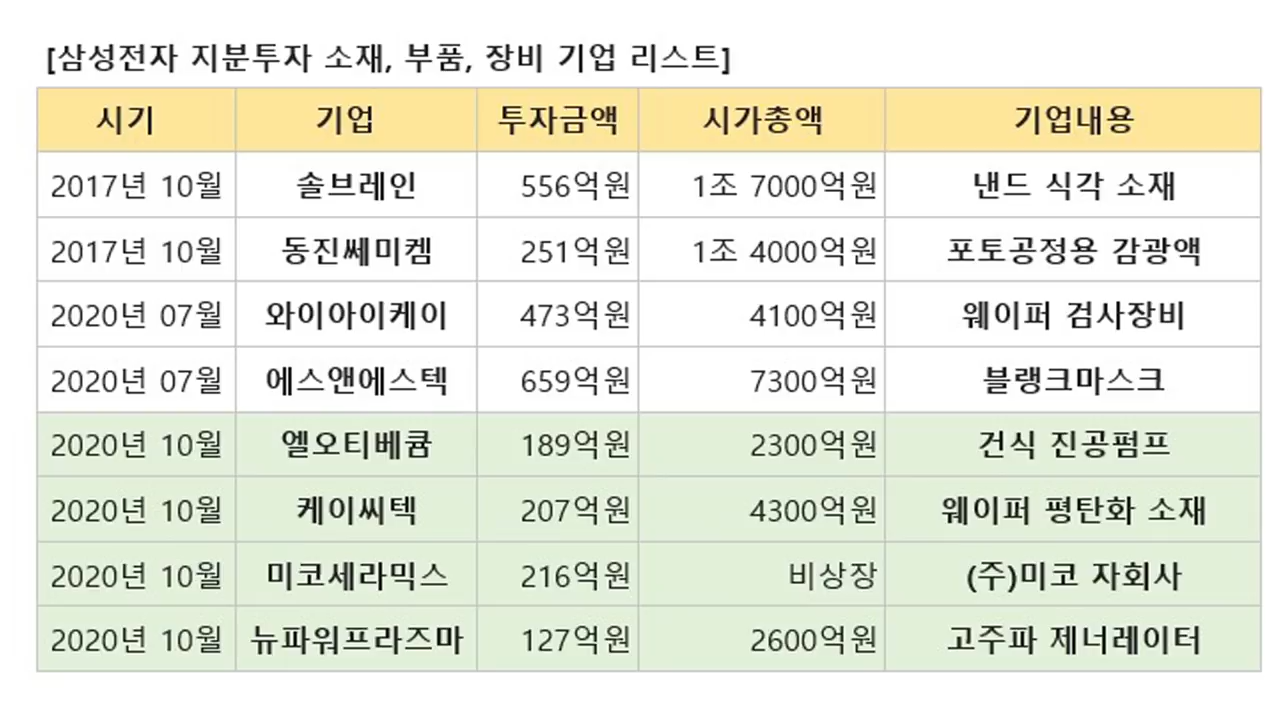 [삼성전자 지분투자 소재, 부품, 장비 기업 리스트]
시기 기업 투자금액 시가총액 기업내용
2017년 10월 솔브레인 556억원 1조 7000억원 낸드 식각 소재
2017년 10월 동진쎄미켐 251억원 1조 4000억원 포토공정용 감광액
2020년 07월 와이아이케이 473억원 4100억원 웨이퍼 검사장비
2020년 07월 에스앤에스텍 659억원 7300억원 블랭크마스크
2020년 10월 엘오티베큠 189억원 2300억원 건식 진공펌프
2020년 10월 케이씨텍 207억원 4300억원 웨이퍼 평탄화 소재
2020년 10월 미코세라믹스 216억원 비상장 (주)미코 자회사
2020년 10월 뉴파워프라즈마 127억원 2600억원 고주파 제너레이터